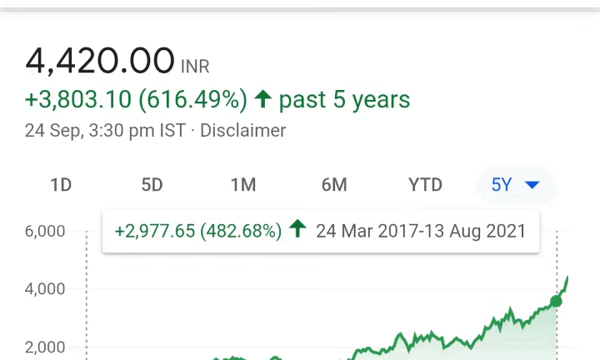 4,420.00 INR
+3,803.10 (616.49%) ↑ past 5 years
24 Sep, 3:30 pm IST · Disclaimer
1D 5D 1M 6M YTD 5Y
+2,977.65 (482.68%) ↑ 24 Mar 2017-13 Aug 2021
6,000
4,000
2,000